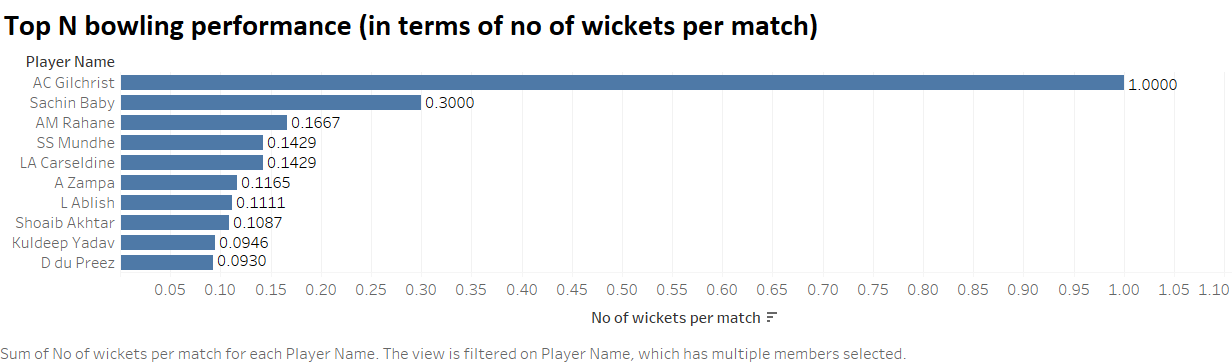 Top N bowling performance (in terms of no of wickets per match)
Player Name
AC Gilchrist 1.0000
Sachin Baby 0.3000
AM Rahane 0.1667
SS Mundhe 0.1429
LA Carseldine 0.1429
A Zampa 0.1165
L Ablish 0.1111
Shoaib Akhtar 0.1087
Kuldeep Yadav 0.0946
D du Preez 0.0930
0.05 0.10 0.15 0.20 0.25 0.30 0.35 0.40 0.45 0.50 0.55 0.60 0.65 0.70 0.75 0.80 0.85 0.90 0.95 1.00 1.05 1.10
No of wickets per match
Sum of No of wickets per match for each Player Name. The view is filtered on Player Name, which has multiple members selected.